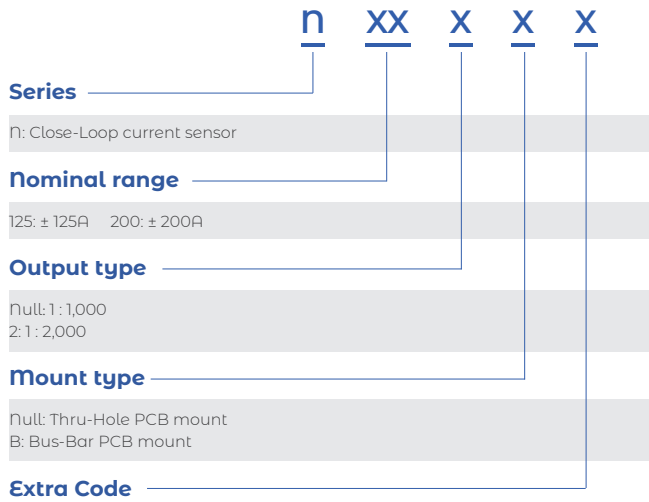 n xx x x x
Series
N: Close-Loop current sensor
Nominal range
125: ± 125A 200: ± 200A
Output type
Null: 1 : 1,000
2: 1 : 2,000
Mount type
Null: Thru-Hole PCB mount
B: Bus-Bar PCB mount
Extra Code